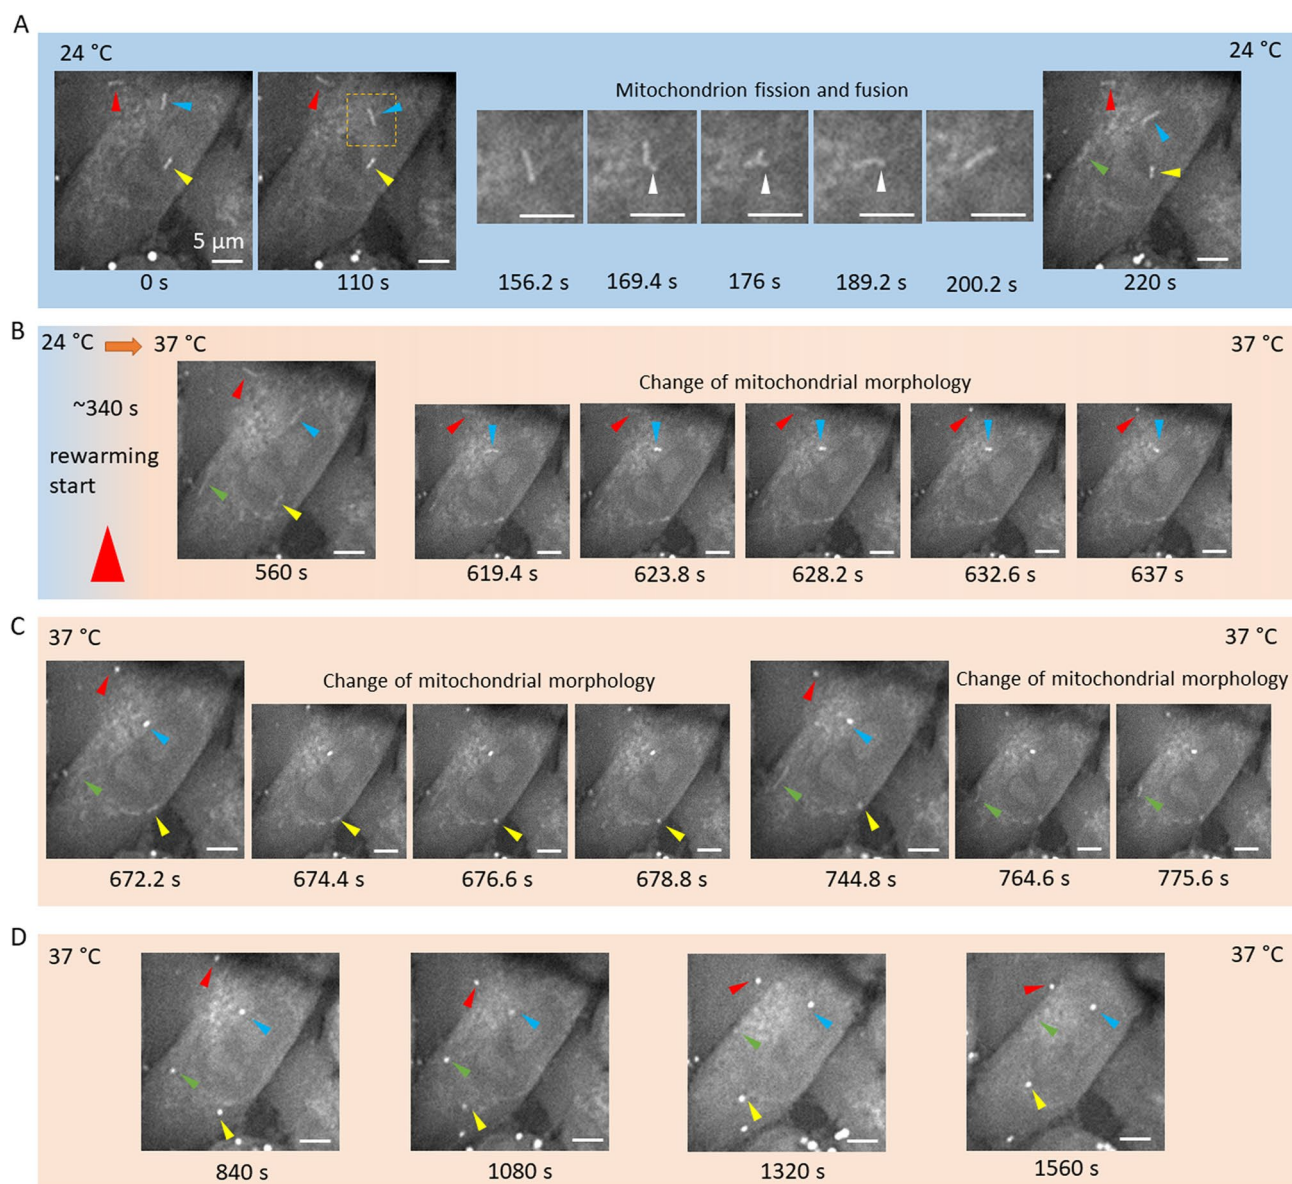 A
24 °C
24 °C
Mitochondrion fission and fusion
5 µm
0 s
110 s
156.2 s
169.4 s
176 s
189.2 s
200.2 s
220 s
B
24 °C
37 °C
37 °C
~340 s
rewarming
start
Change of mitochondrial morphology
560 s
619.4 s
623.8 s
628.2 s
632.6 s
637 s
C
37 °C
37 °C
Change of mitochondrial morphology
Change of mitochondrial morphology
672.2 s
674.4 s
676.6 s
678.8 s
744.8 s
764.6 s
775.6 s
D
37 °C
37 °C
840 s
1080 s
1320 s
1560 s